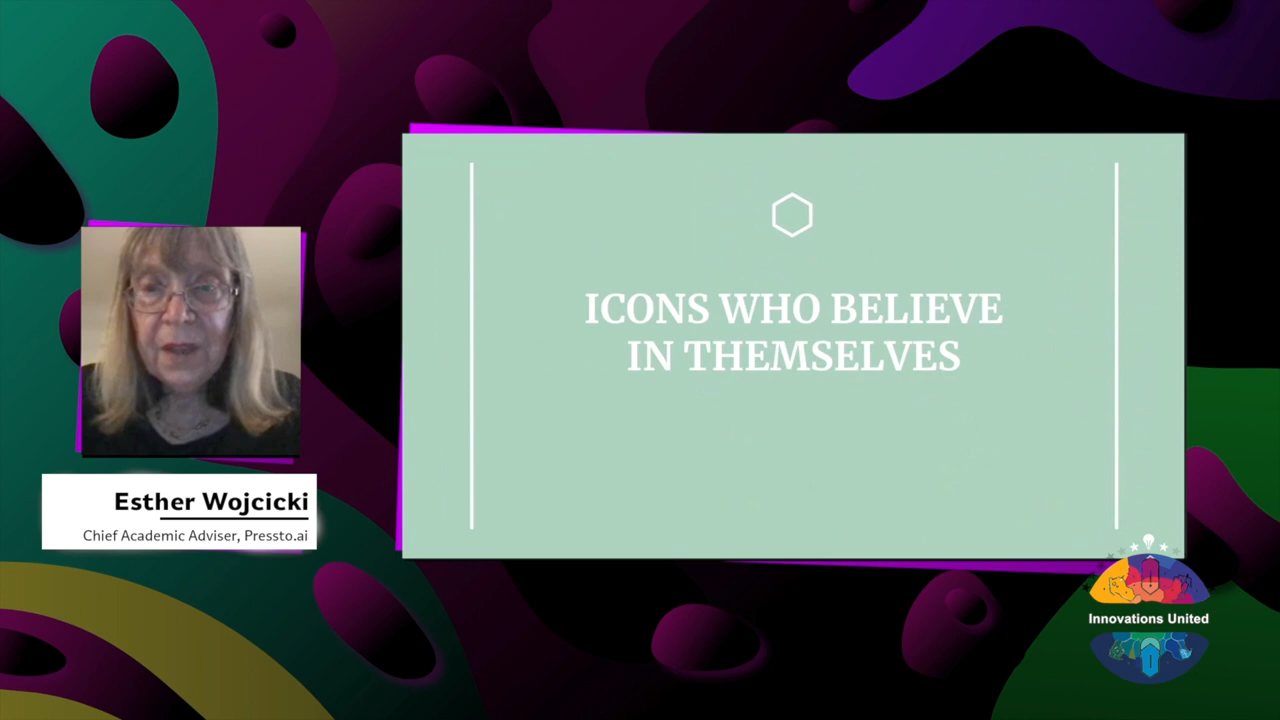 ICONS WHO BELIEVE
IN THEMSELVES
Esther Wojcicki
Chief Academic Adviser, Pressto.ai
Innovations United